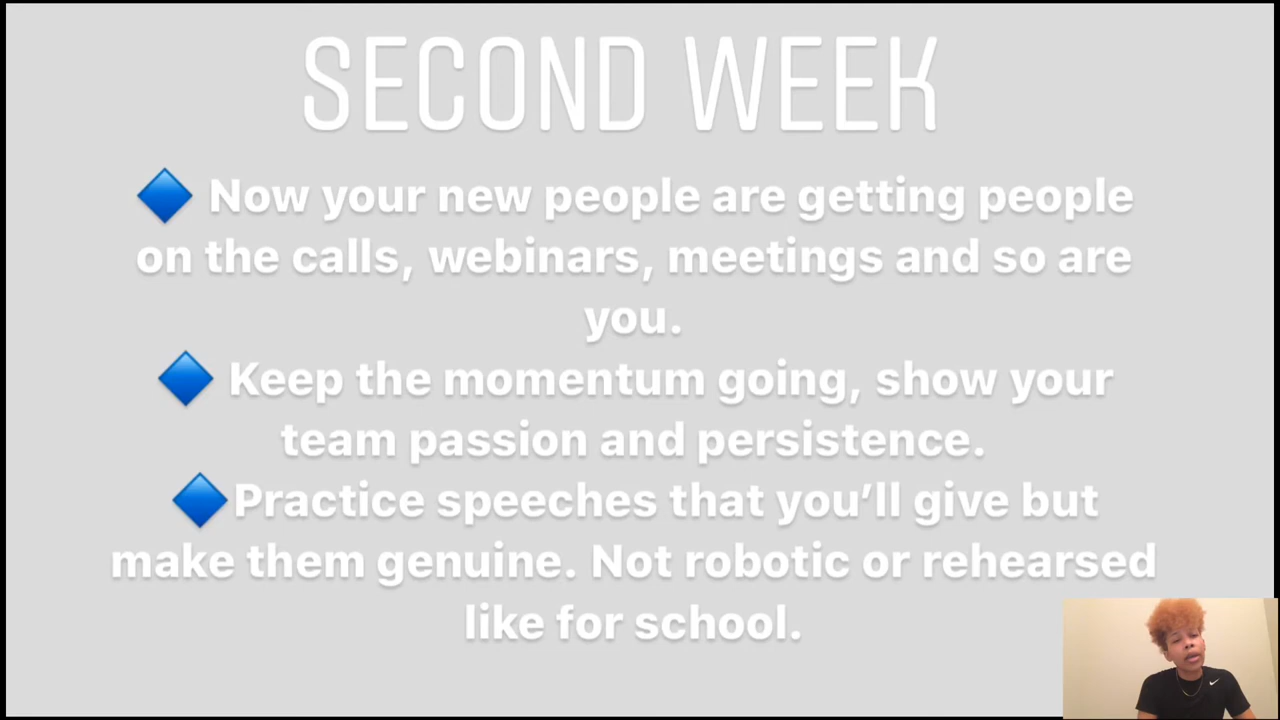 SECOND WEEK
🔷 Now your new people are getting people
on the calls, webinars, meetings and so are
you.
🔷 Keep the momentum going, show your
team passion and persistence.
🔷Practice speeches that you’ll give but
make them genuine. Not robotic or rehearsed
like for school.